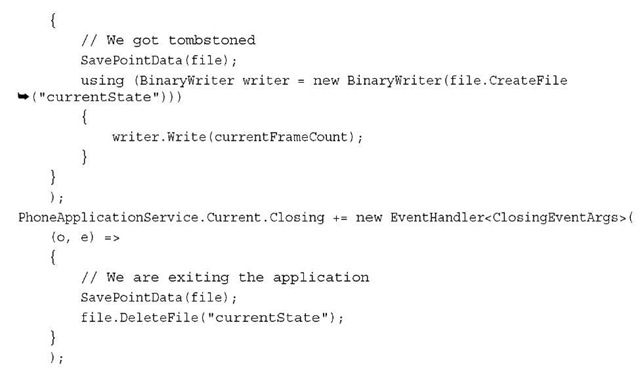 {
// We got tombstoned
SavePointData(file);
using (BinaryWriter writer = new BinaryWriter(file.CreateFile
➥("currentState")))
{
writer.Write(currentFrameCount);
}
}
);
PhoneApplicationService.Current.Closing += new EventHandler<ClosingEventArgs>(
(o, e) =>
{
// We are exiting the application
SavePointData(file);
file.DeleteFile("currentState");
}
);